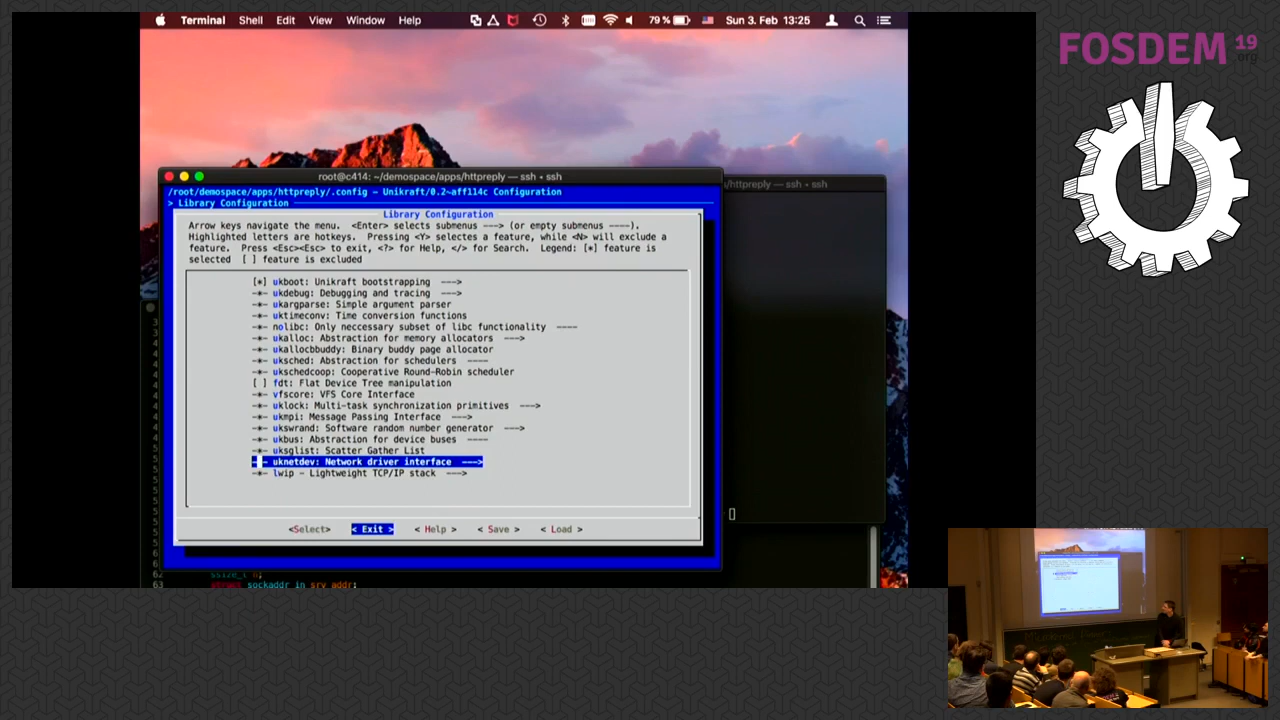 Terminal Shell Edit View Window Help 79 % Sun 3. Feb 13:25
FOSDEM 19
.org
root@c414: ~/demospace/apps/httpreply — ssh • ssh
/httpreply — ssh • ssh
/root/demospace/apps/httpreply/.config - Unikraft/0.2~aff114c Configuration
> Library Configuration
Library Configuration
Arrow keys navigate the menu. <Enter> selects submenus ---> (or empty submenus ----).
Highlighted letters are hotkeys. Pressing <Y> selectes a feature, while <N> will exclude a
feature. Press <Esc><Esc> to exit, <?> for Help, </> for Search. Legend: [*] feature is
selected [ ] feature is excluded
[*] ukboot: Unikraft bootstrapping --->
-*- ukdebug: Debugging and tracing --->
-*- ukargparse: Simple argument parser
-*- uktimeconv: Time conversion functions
-*- nolibc: Only neccessary subset of libc functionality ----
-*- ukalloc: Abstraction for memory allocators --->
-*- ukallocbbuddy: Binary buddy page allocator
-*- uksched: Abstraction for schedulers ----
-*- ukschedcoop: Cooperative Round-Robin scheduler
[ ] fdt: Flat Device Tree manipulation
-*- vfscore: VFS Core Interface
-*- uklock: Multi-task synchronization primitives --->
-*- ukmpi: Message Passing Interface --->
-*- ukswrand: Software random number generator --->
-*- ukbus: Abstraction for device buses ----
-*- uksglist: Scatter Gather List
-*- uknetdev: Network driver interface --->
-*- lwip - Lightweight TCP/IP stack --->
<Select> < Exit > < Help > < Save > < Load >
62 ssize_t n;
63 struct sockaddr_in srv_addr;